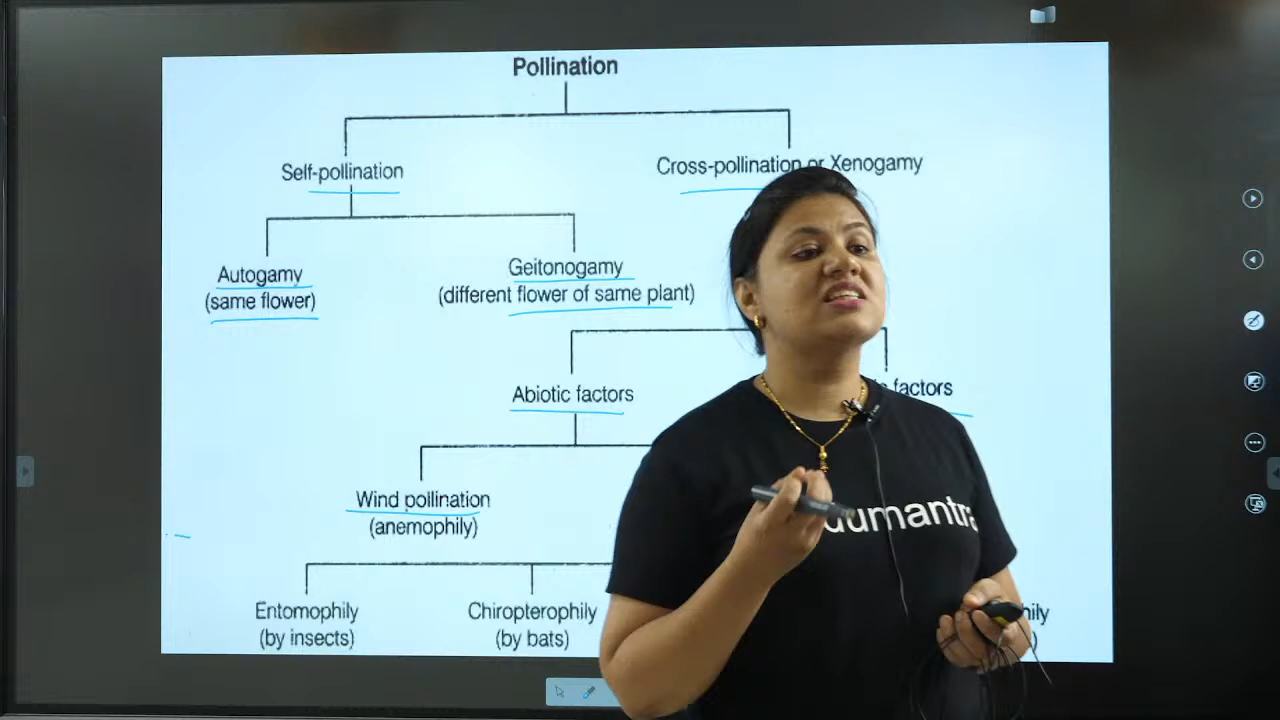 Pollination
Self-pollination
Cross-pollination or Xenogamy
Autogamy
(same flower)
Geitonogamy
(different flower of same plant)
Abiotic factors
factors
Wind pollination
(anemophily)
Entomophily
(by insects)
Chiropterophily
(by bats)